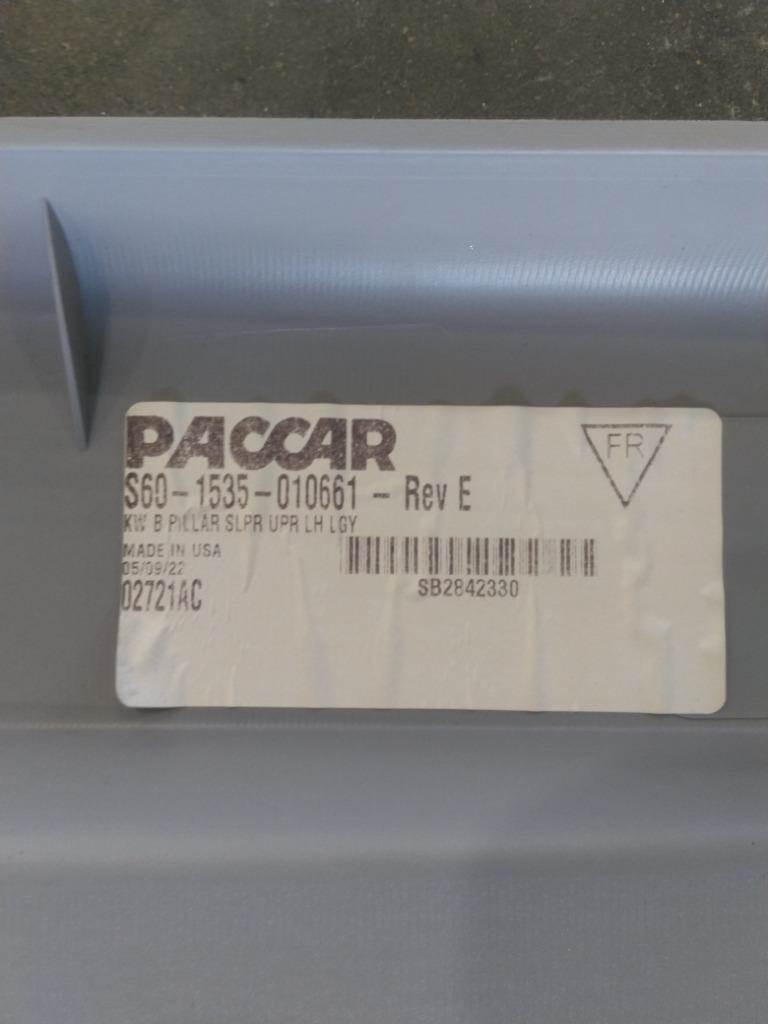 PACCAR
FR
S60-1535-010661 - Rev E
KW B PILLAR SLPR UPR LH LGY
MADE IN USA
05/09/22
02721AC
SB2842330